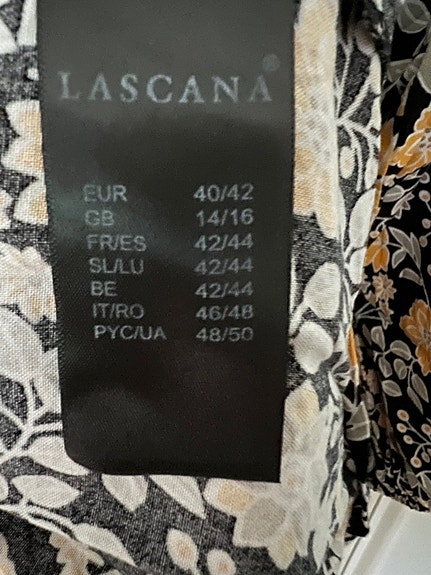 LASCANA®
EUR 40/42
GB 14/16
FR/ES 42/44
SL/LU 42/44
BE 42/44
IT/RO 46/48
PYC/UA 48/50